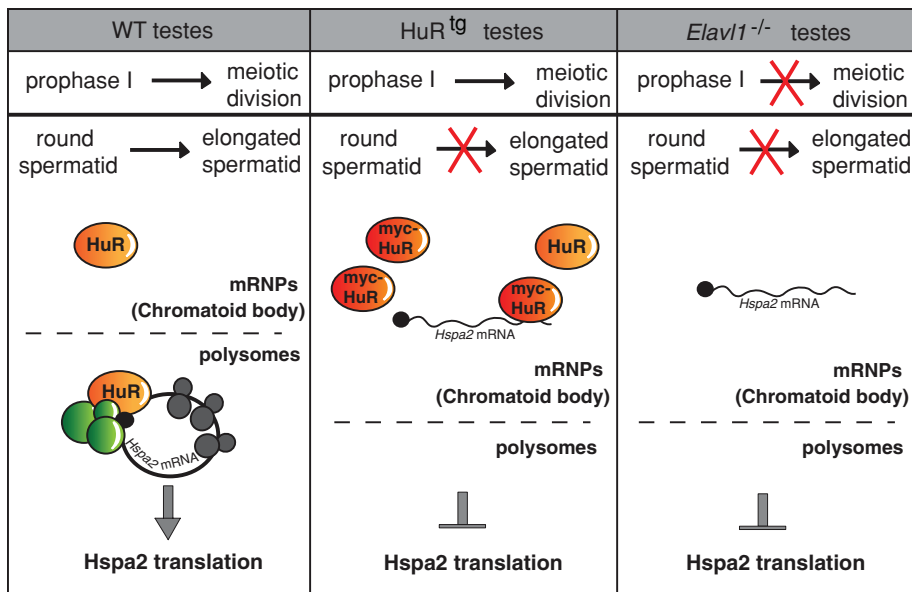 WT testes
prophase I
meiotic
division
round
spermatid
elongated
spermatid
HuR
mRNPs
(Chromatoid body)
polysomes
HuR
Hspa2 mRNA
Hspa2 translation
HuR tg testes
prophase I
meiotic
division
round
spermatid
elongated
spermatid
myc-
HuR
HuR
myc-
HuR
myc-
HuR
Hspa2 mRNA
mRNPs
(Chromatoid body)
polysomes
Hspa2 translation
Elavl1-/- testes
prophase I
meiotic
division
round
spermatid
elongated
spermatid
Hspa2 mRNA
mRNPs
(Chromatoid body)
polysomes
Hspa2 translation